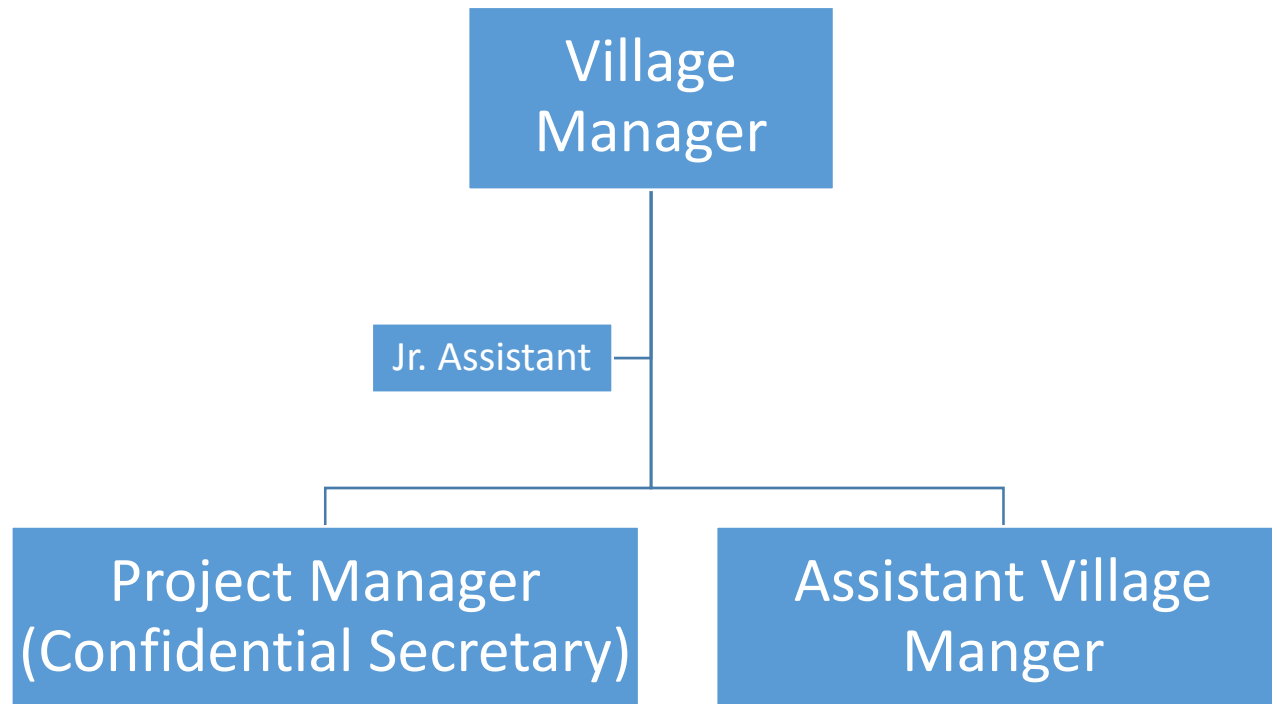 Village
Manager
Jr. Assistant
Project Manager
(Confidential Secretary)
Assistant Village
Manger